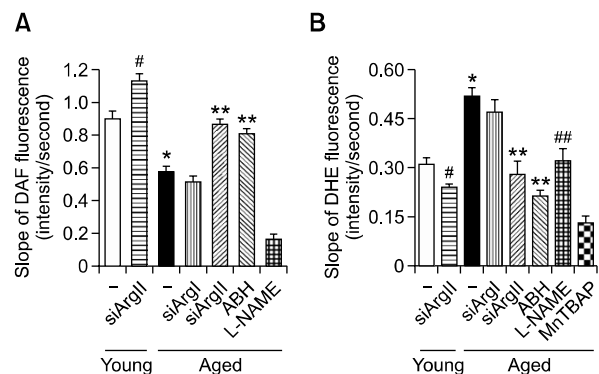 A
Slope of DAF fluorescence
(intensity/second)
1.2
1.0
0.8
0.6
0.4
0.2
0
#
*
**
**
–
siArgII
–
siArgI
siArgII
ABH
L-NAME
Young
Aged
B
Slope of DHE fluorescence
(intensity/second)
0.60
0.45
0.30
0.15
0
#
*
**
**
##
–
siArgII
–
siArgI
siArgII
ABH
L-NAME
MnTBAP
Young
Aged